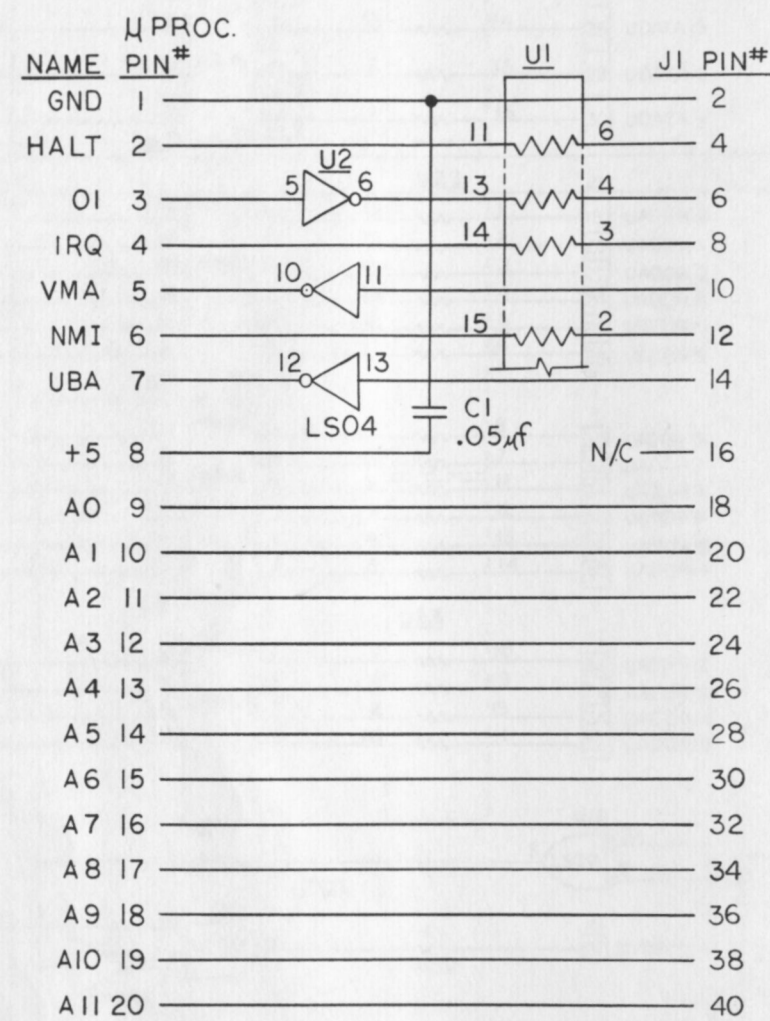 μ PROC.
NAME PIN# U1 J1 PIN#
GND 1 2
HALT 2 11 6 4
01 3 5 U2 6 13 4 6
IRQ 4 14 3 8
VMA 5 10 11 10
NMI 6 15 2 12
UBA 7 12 13 14
LS04 C1
.05μf
+5 8 N/C 16
A0 9 18
A1 10 20
A2 11 22
A3 12 24
A4 13 26
A5 14 28
A6 15 30
A7 16 32
A8 17 34
A9 18 36
A10 19 38
A11 20 40